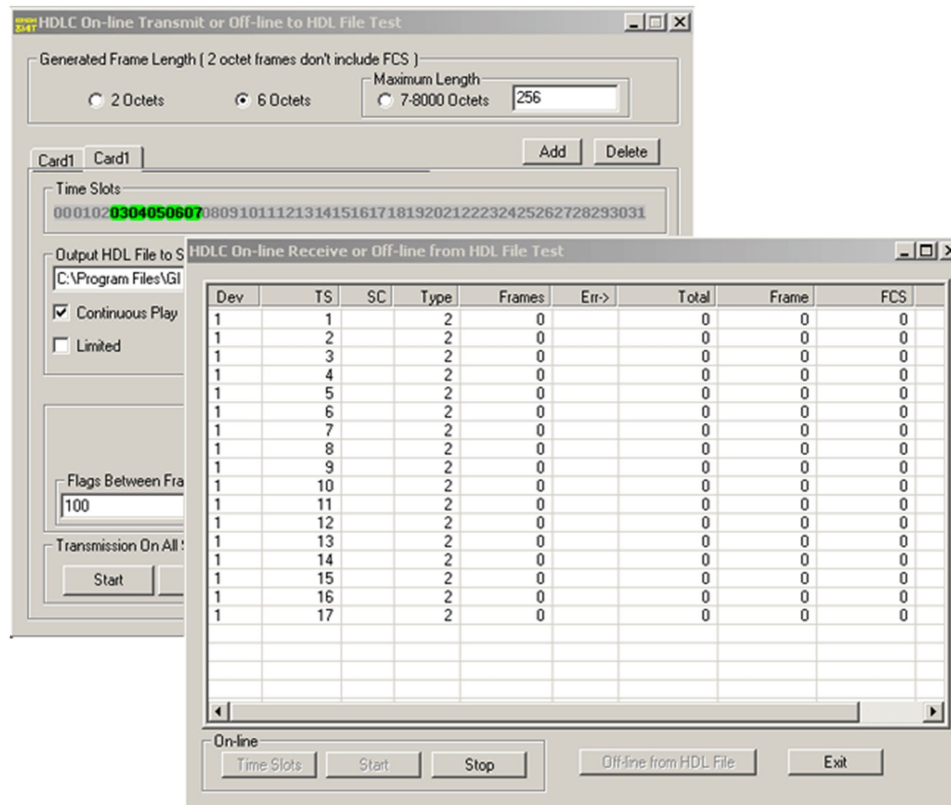 HDLC On-line Transmit or Off-line to HDL File Test
Generated Frame Length ( 2 octet frames don't include FCS )
Maximum Length
2 Octets 6 Octets 7-8000 Octets 256
Card1 Card1 Add Delete
Time Slots
0001020304050607080910111213141516171819202122232425262728293031
Output HDL File to S
C:\Program Files\Gl
Continuous Play
Limited
Flags Between Fra
100
Transmission On All
Start
HDLC On-line Receive or Off-line from HDL File Test
Dev TS SC Type Frames Err-> Total Frame FCS
1 1 2 0 0 0 0
1 2 2 0 0 0 0
1 3 2 0 0 0 0
1 4 2 0 0 0 0
1 5 2 0 0 0 0
1 6 2 0 0 0 0
1 7 2 0 0 0 0
1 8 2 0 0 0 0
1 9 2 0 0 0 0
1 10 2 0 0 0 0
1 11 2 0 0 0 0
1 12 2 0 0 0 0
1 13 2 0 0 0 0
1 14 2 0 0 0 0
1 15 2 0 0 0 0
1 16 2 0 0 0 0
1 17 2 0 0 0 0
On-line
Time Slots Start Stop Off-line from HDL File Exit